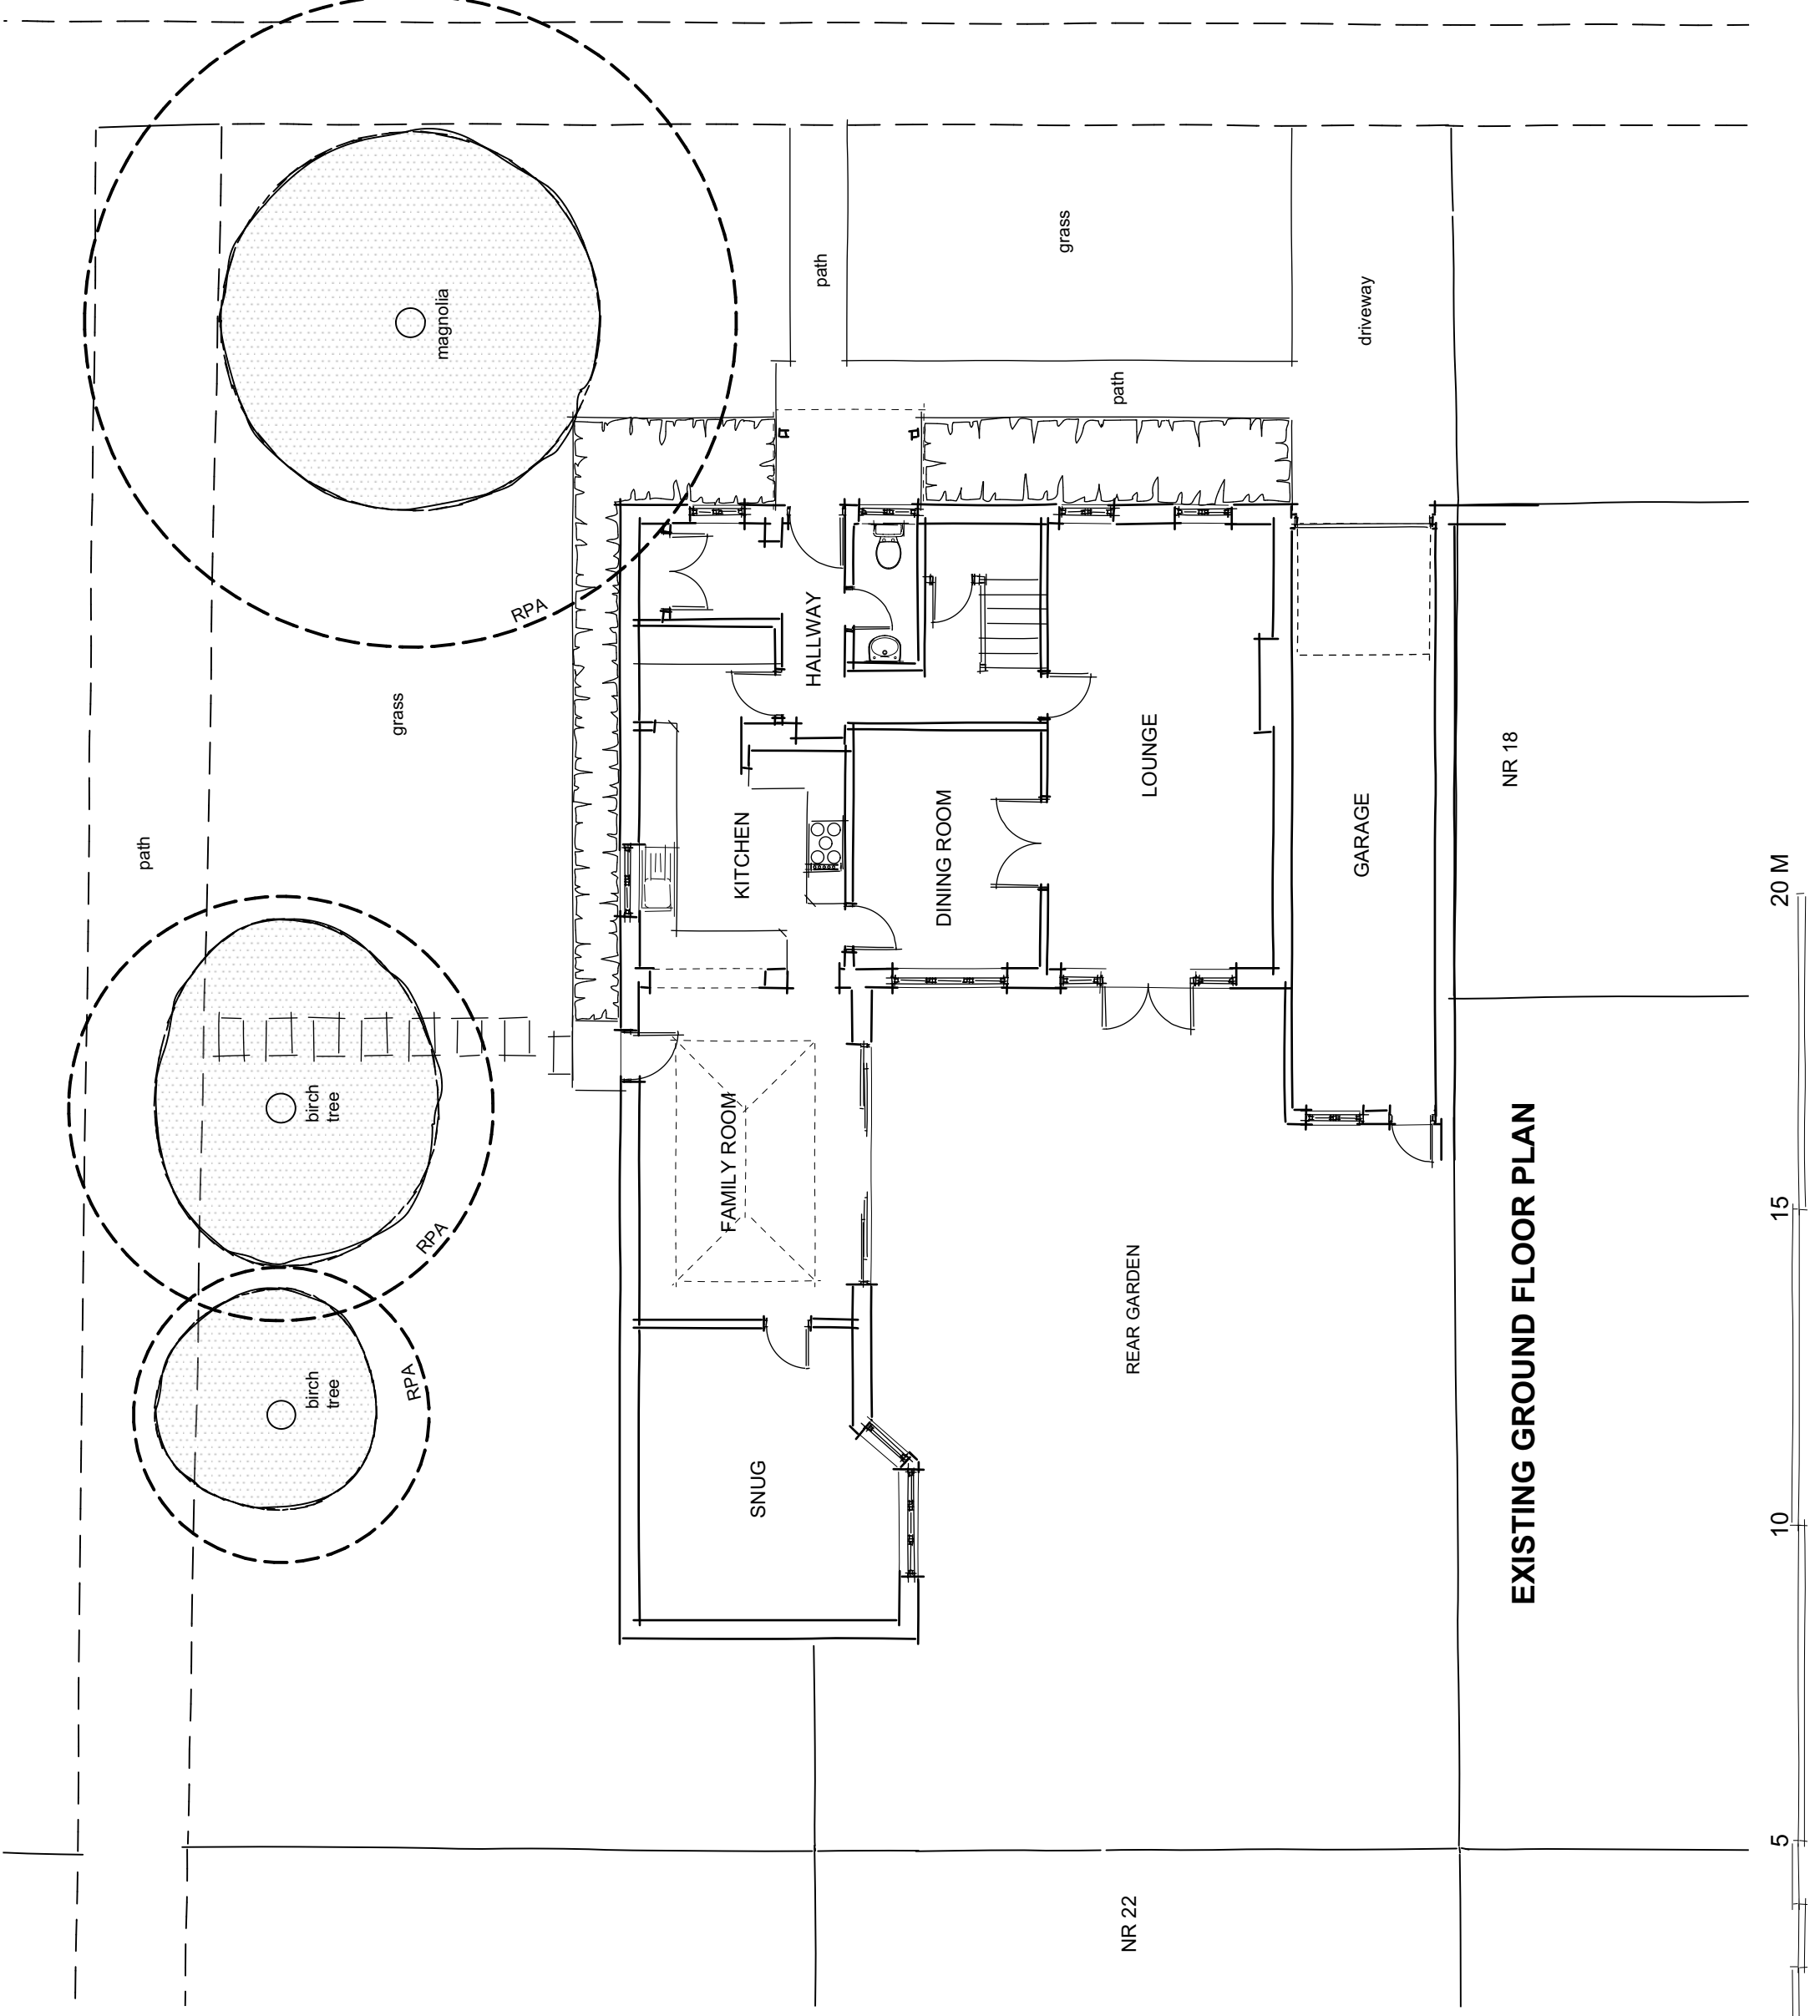 path
birch
tree
RPA
birch
tree
RPA
grass
RPA
magnolia
SNUG
FAMILY ROOM
KITCHEN
HALLWAY
path
DINING ROOM
grass
NR 22
REAR GARDEN
LOUNGE
path
GARAGE
driveway
EXISTING GROUND FLOOR PLAN
NR 18
5
10
15
20 M